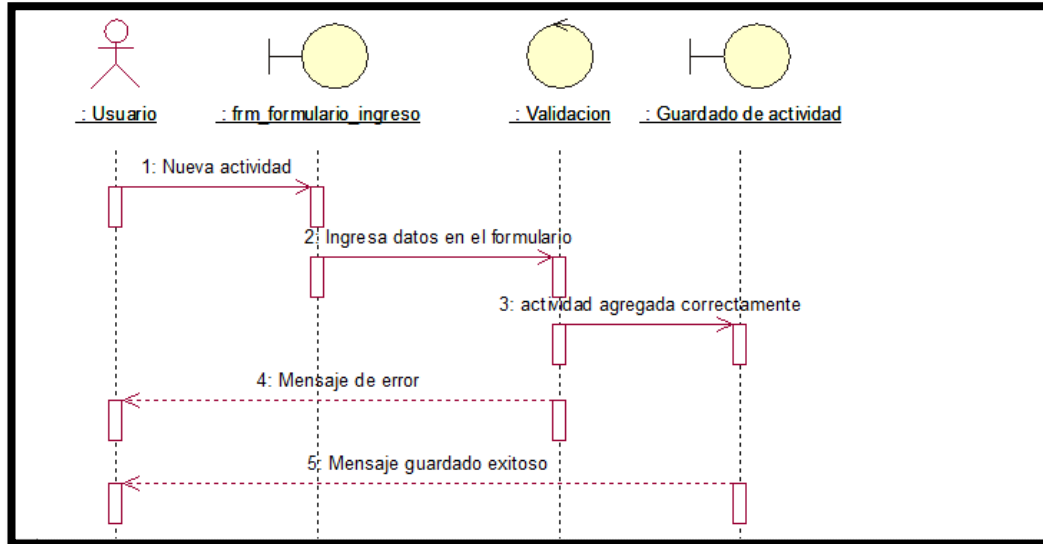 : Usuario
: frm_formulario_ingreso
: Validacion
: Guardado de actividad
1: Nueva actividad
2: Ingresa datos en el formulario
3: actividad agregada correctamente
4: Mensaje de error
5: Mensaje guardado exitoso